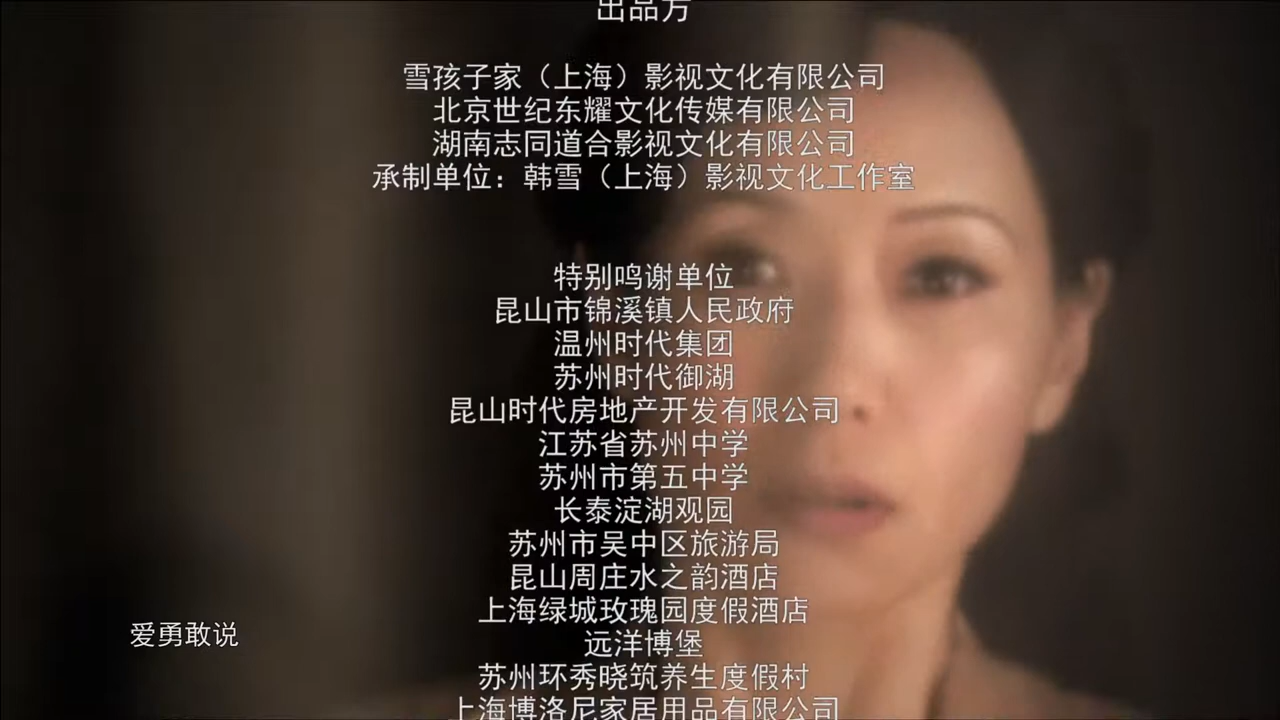 出品方
雪孩子家（上海）影视文化有限公司
北京世纪东耀文化传媒有限公司
湖南志同道合影视文化有限公司
承制单位：韩雪（上海）影视文化工作室
特别鸣谢单位
昆山市锦溪镇人民政府
温州时代集团
苏州时代御湖
昆山时代房地产开发有限公司
江苏省苏州中学
苏州市第五中学
长泰淀湖观园
苏州市吴中区旅游局
昆山周庄水之韵酒店
上海绿城玫瑰园度假酒店
爱勇敢说
远洋博堡
苏州环秀晓筑养生度假村
上海博洛尼家居用品有限公司